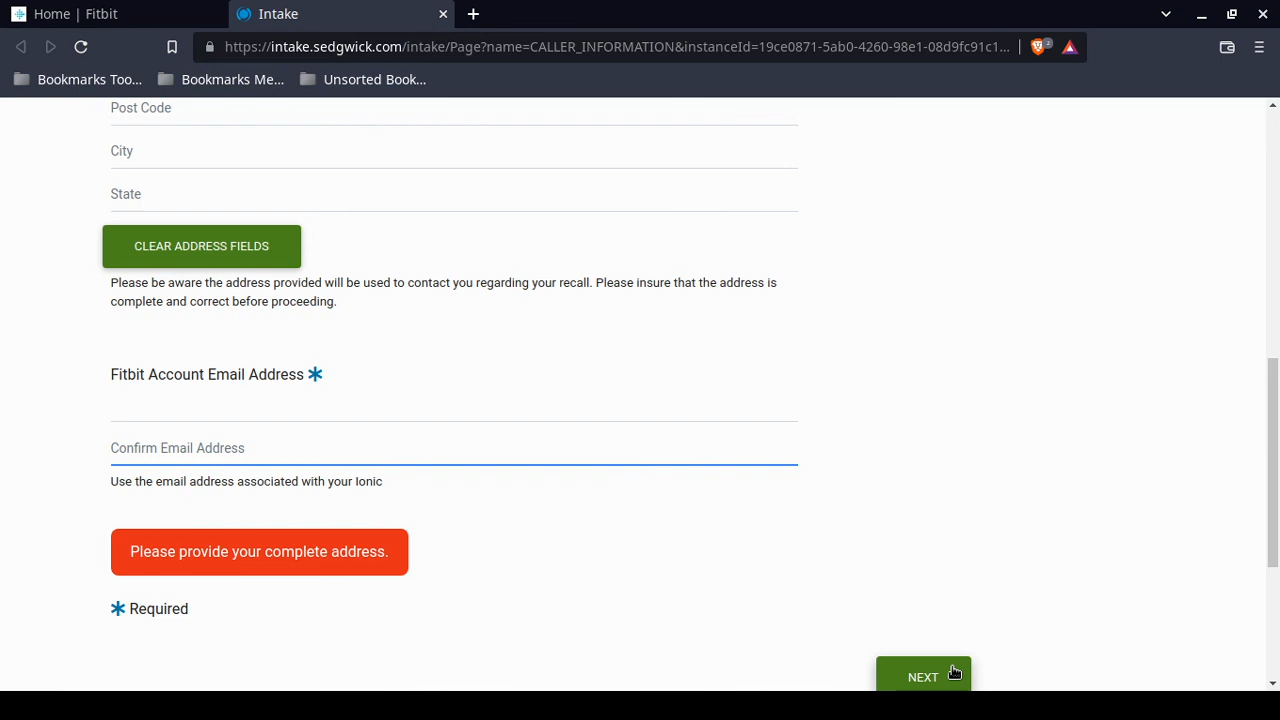 Home | Fitbit
Intake
https://intake.sedgwick.com/intake/Page?name=CALLER_INFORMATION&instanceId=19ce0871-5ab0-4260-98e1-08d9fc91c1...
2
Bookmarks Too...
Bookmarks Me...
Unsorted Book...
Post Code
City
State
CLEAR ADDRESS FIELDS
Please be aware the address provided will be used to contact you regarding your recall. Please insure that the address is
complete and correct before proceeding.
Fitbit Account Email Address *
Confirm Email Address
Use the email address associated with your Ionic
Please provide your complete address.
* Required
NEXT